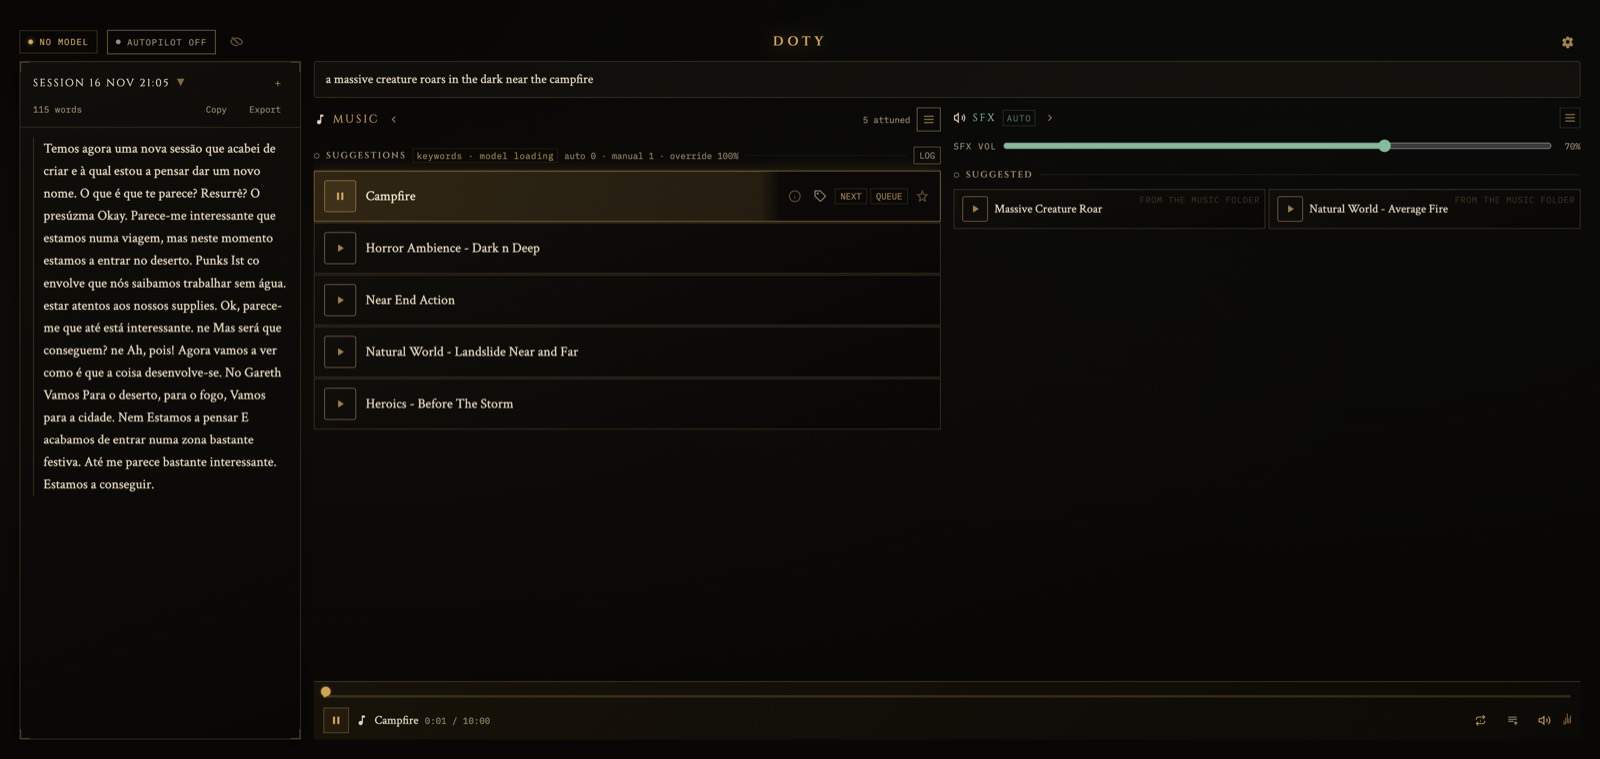 NO MODEL
AUTOPILOT OFF
DOTY
SESSION 16 NOV 21:05
115 words
Copy
Export
Temos agora uma nova sessão que acabei de
criar e à qual estou a pensar dar um novo
nome. O que é que te parece? Resurrê? O
presúzma Okay. Parece-me interessante que
estamos numa viagem, mas neste momento
estamos a entrar no deserto. Punks Ist co
envolve que nós saibamos trabalhar sem água.
estar atentos aos nossos supplies. Ok, parece-
me que até está interessante. ne Mas será que
conseguem? ne Ah, pois! Agora vamos a ver
como é que a coisa desenvolve-se. No Gareth
Vamos Para o deserto, para o fogo, Vamos
para a cidade. Nem Estamos a pensar E
acabamos de entrar numa zona bastante
festiva. Até me parece bastante interessante.
Estamos a conseguir.
a massive creature roars in the dark near the campfire
MUSIC
5 attuned
SUGGESTIONS keywords · model loading auto 0 · manual 1 · override 100%
LOG
Campfire
NEXT
QUEUE
Horror Ambience - Dark n Deep
Near End Action
Natural World - Landslide Near and Far
Heroics - Before The Storm
SFX AUTO
SFX VOL
70%
SUGGESTED
Massive Creature Roar
FROM THE MUSIC FOLDER
Natural World - Average Fire
FROM THE MUSIC FOLDER
Campfire 0:01 / 10:00